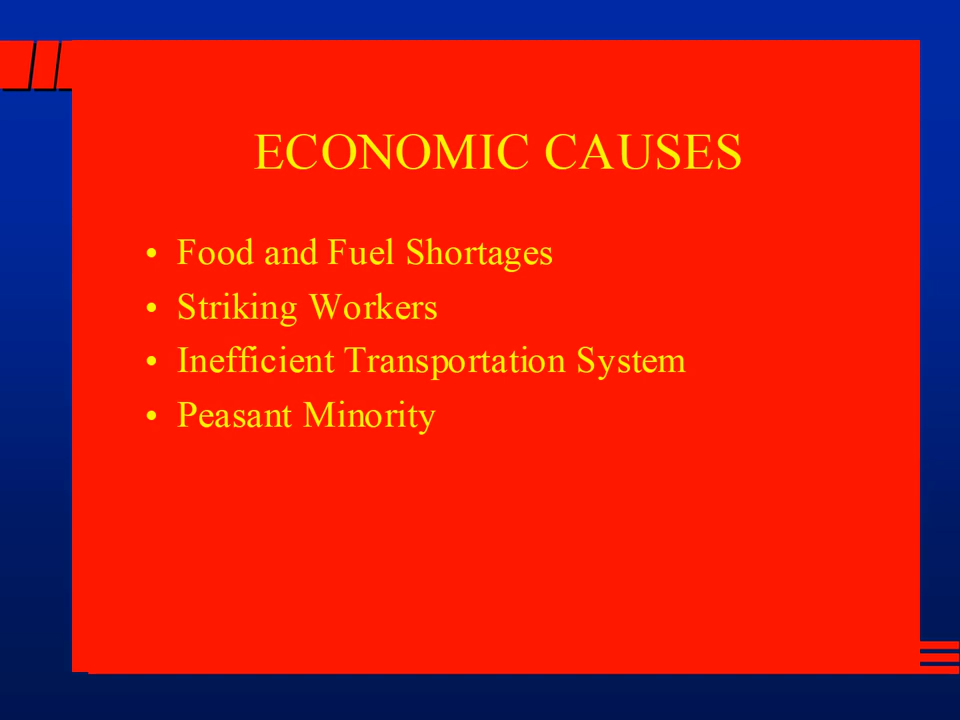 ECONOMIC CAUSES
• Food and Fuel Shortages
• Striking Workers
• Inefficient Transportation System
• Peasant Minority